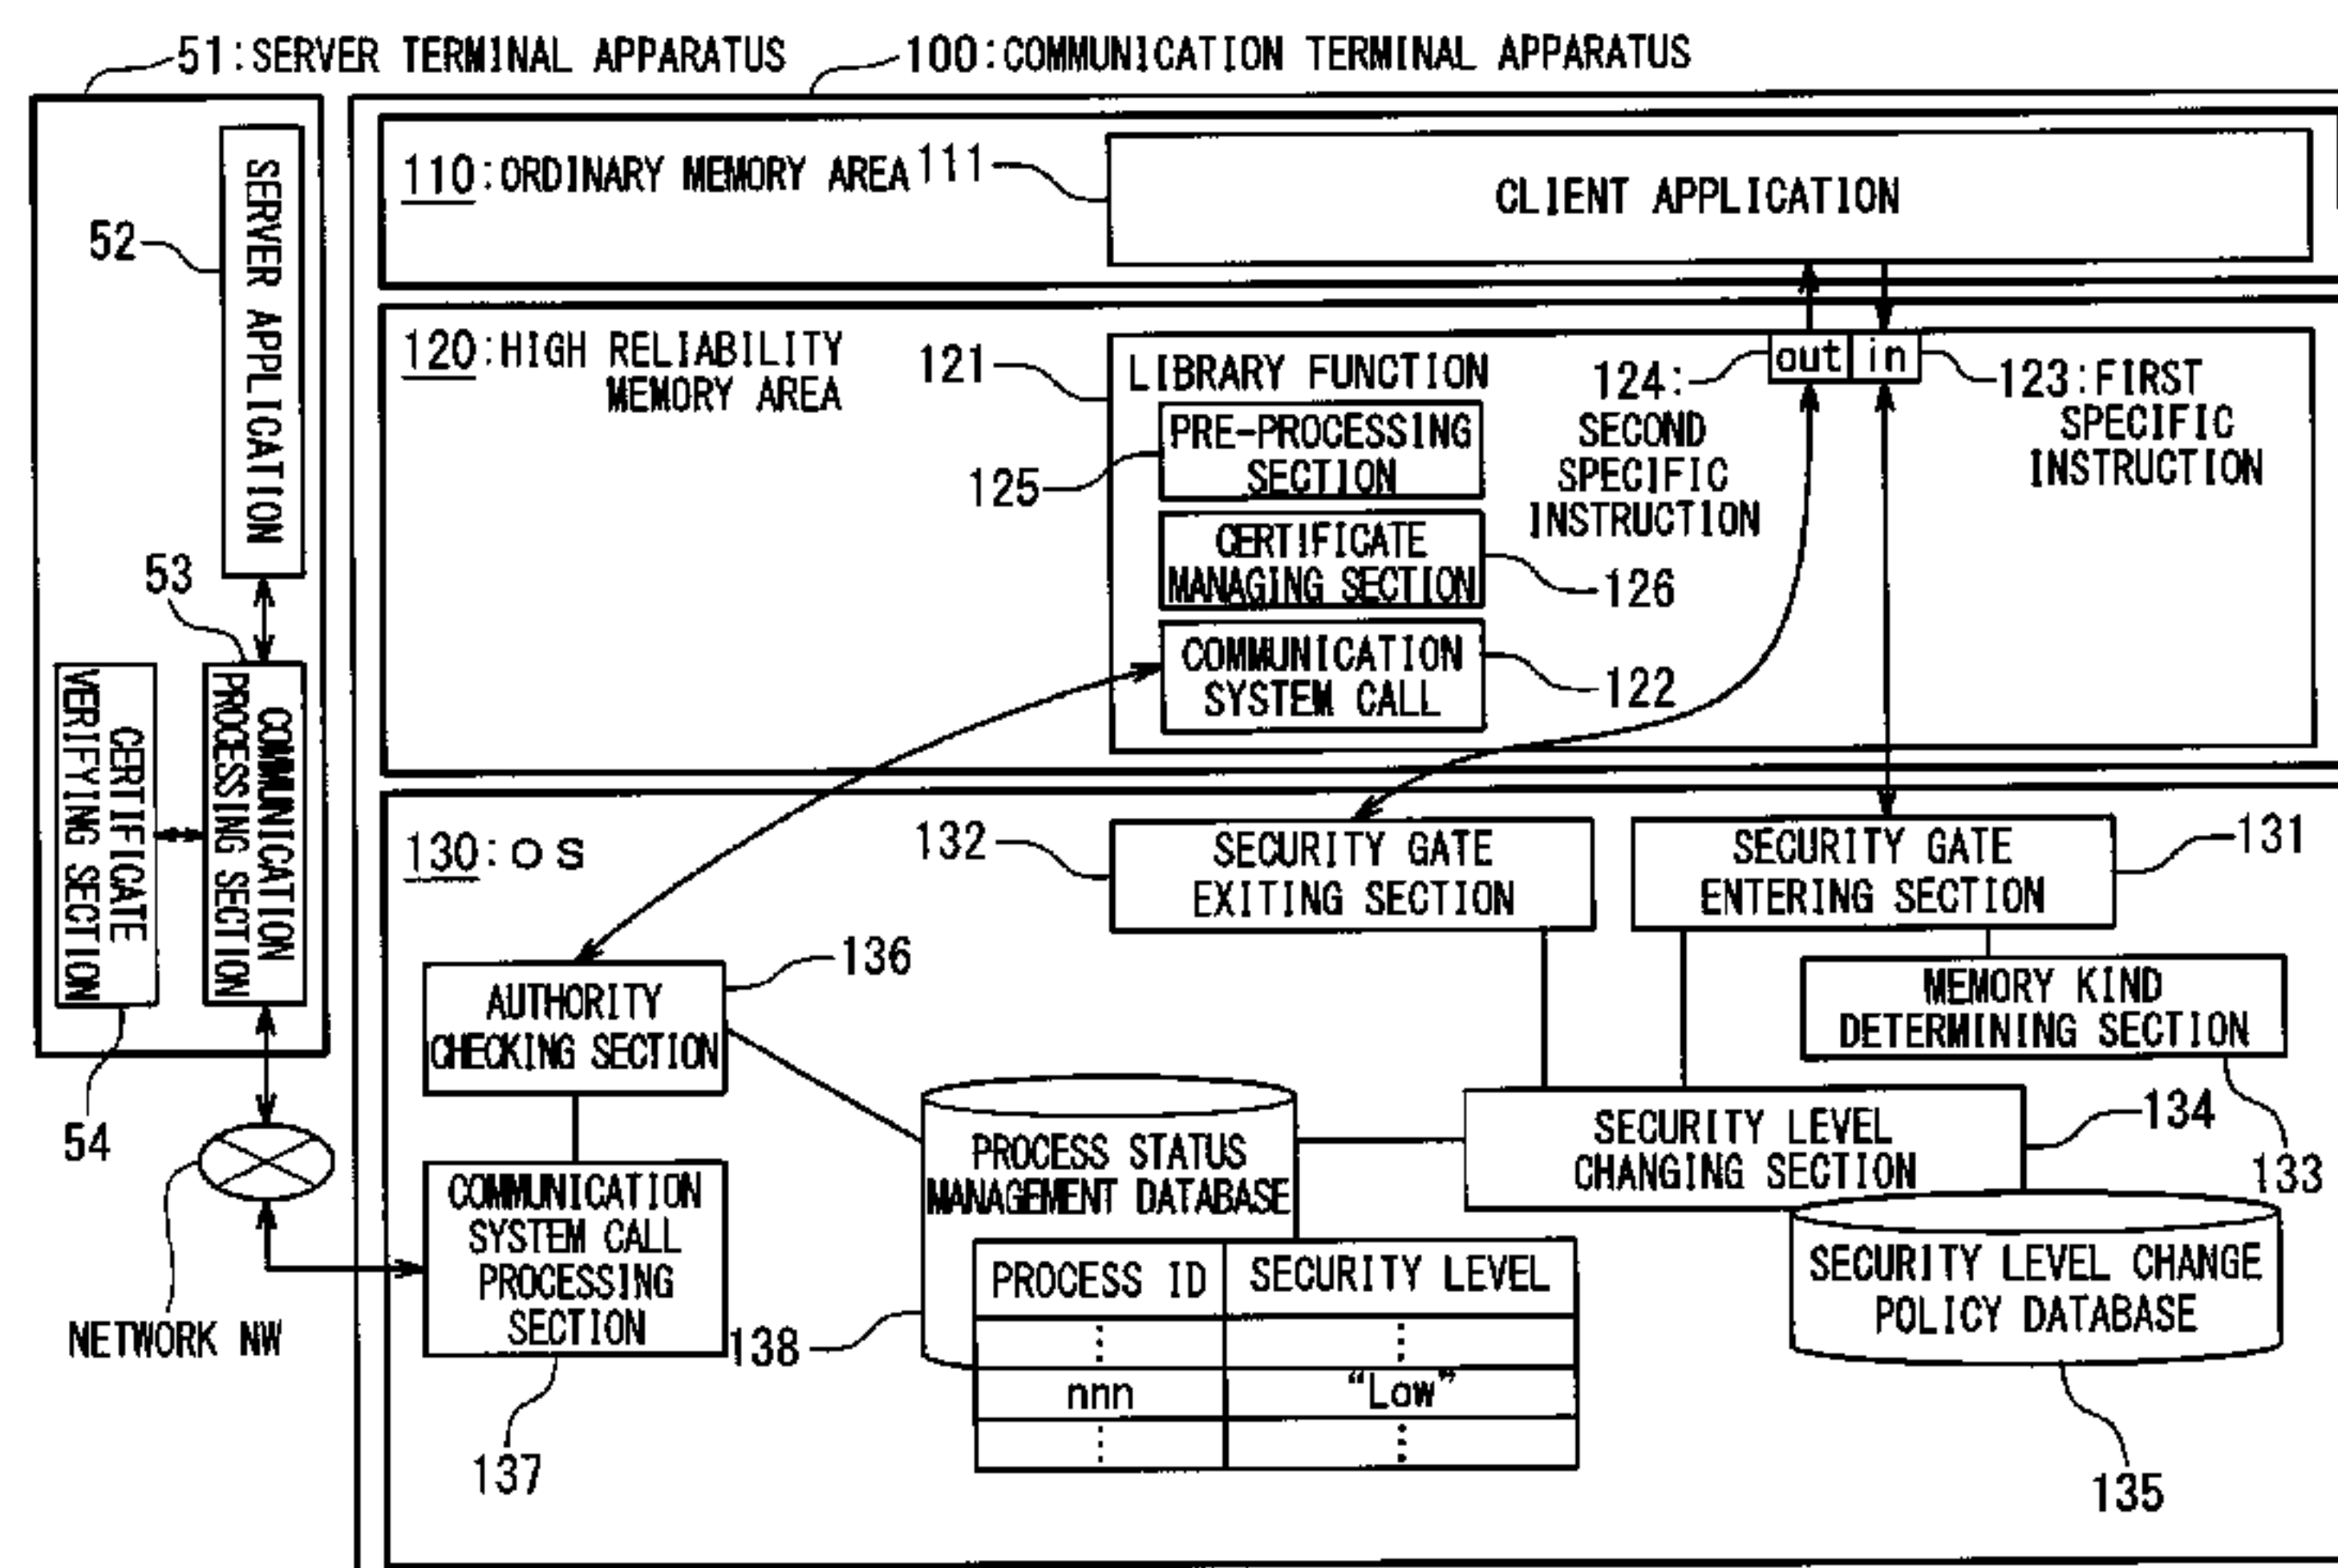 51:SERVER TERMINAL APPARATUS
100:COMMUNICATION TERMINAL APPARATUS
SERVER APPLICATION
52
53
COMMUNICATION
PROCESSING SECTION
CERTIFICATE
VERIFYING SECTION
54
NETWORK NW
110:ORDINARY MEMORY AREA
111
CLIENT APPLICATION
120:HIGH RELIABILITY
MEMORY AREA
121
LIBRARY FUNCTION
PRE-PROCESSING
SECTION
125
CERTIFICATE
MANAGING SECTION
126
COMMUNICATION
SYSTEM CALL
122
124:
SECOND
SPECIFIC
INSTRUCTION
out
in
123:FIRST
SPECIFIC
INSTRUCTION
130:OS
132
SECURITY GATE
EXITING SECTION
SECURITY GATE
ENTERING SECTION
131
136
AUTHORITY
CHECKING SECTION
MEMORY KIND
DETERMINING SECTION
133
SECURITY LEVEL
CHANGING SECTION
134
COMMUNICATION
SYSTEM CALL
PROCESSING
SECTION
137
PROCESS STATUS
MANAGEMENT DATABASE
138
PROCESS ID
SECURITY LEVEL
⋮
⋮
nnn
“Low”
⋮
⋮
SECURITY LEVEL CHANGE
POLICY DATABASE
135